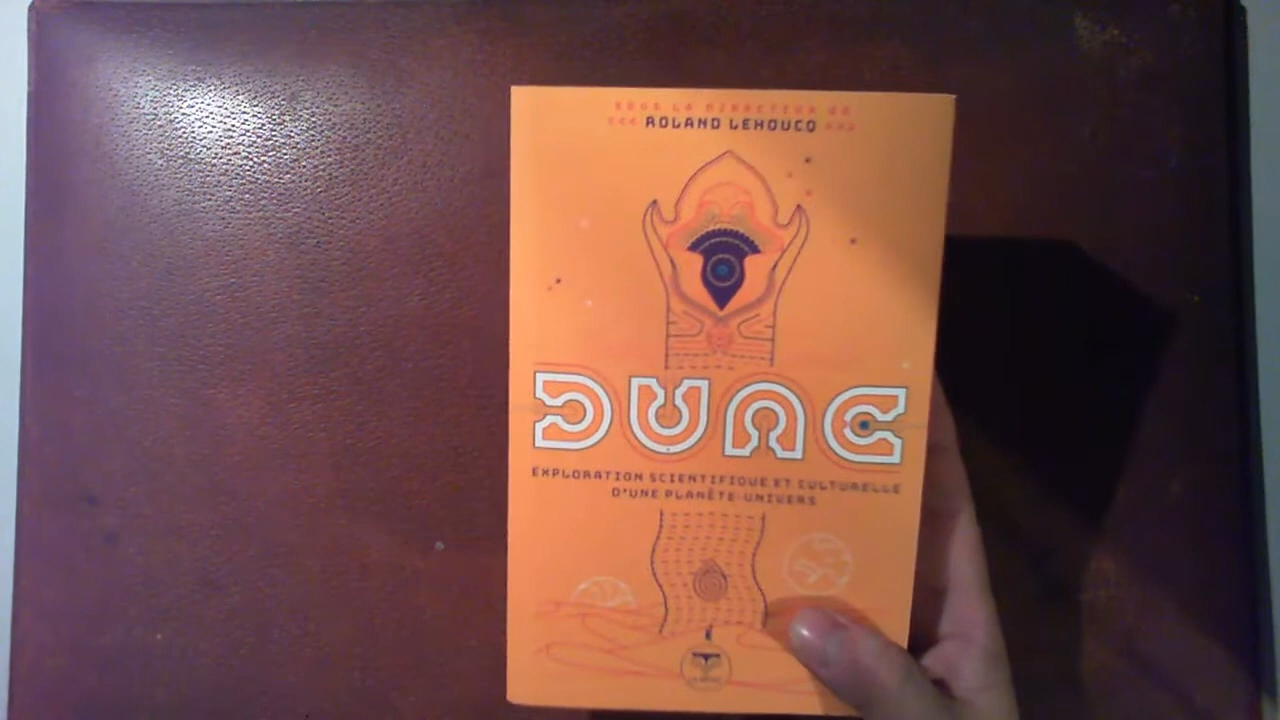 SOUS LA DIRECTION DE
<<< ROLAND LEHOUCQ >>>
DUNE
EXPLORATION SCIENTIFIQUE ET CULTURELLE
D'UNE PLANÈTE-UNIVERS